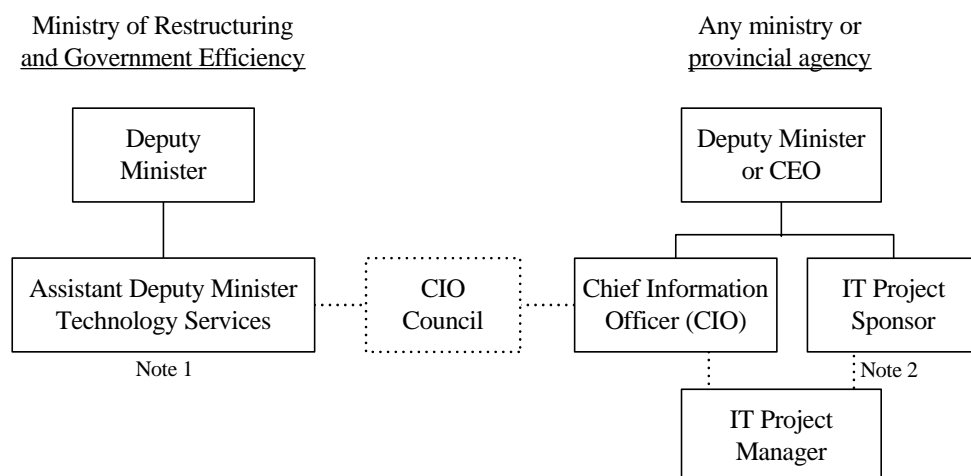 Ministry of Restructuring
and Government Efficiency
Any ministry or
provincial agency
Deputy
Minister
Deputy Minister
or CEO
Assistant Deputy Minister
Technology Services
CIO
Council
Chief Information
Officer (CIO)
IT Project
Sponsor
Note 1
Note 2
IT Project
Manager